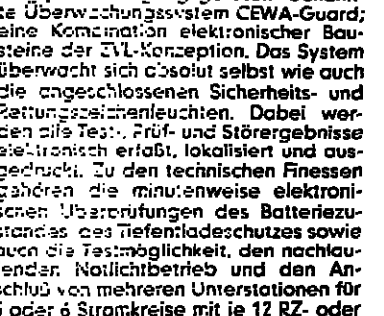 te Überwachungssystem CEWA-Guard;
eine Kombination elektronischer Bau-
steine der ZVL-Konzeption. Das System
überwacht sich absolut selbst wie auch
die angeschlossenen Sicherheits- und
Rettungszeichenleuchten. Dabei wer-
den alle Test-, Prüf- und Störergebnisse
elektronisch erfaßt, lokalisiert und aus-
gedruckt. Zu den technischen Finessen
gehören die minutenweise elektroni-
schen Überprüfungen des Batteriezu-
standes, des Tiefentladeschutzes sowie
auch die Testmöglichkeit, den nachlau-
fenden Notlichtbetrieb und den An-
schluß von mehreren Unterstationen für
oder 6 Stromkreise mit je 12 RZ- oder